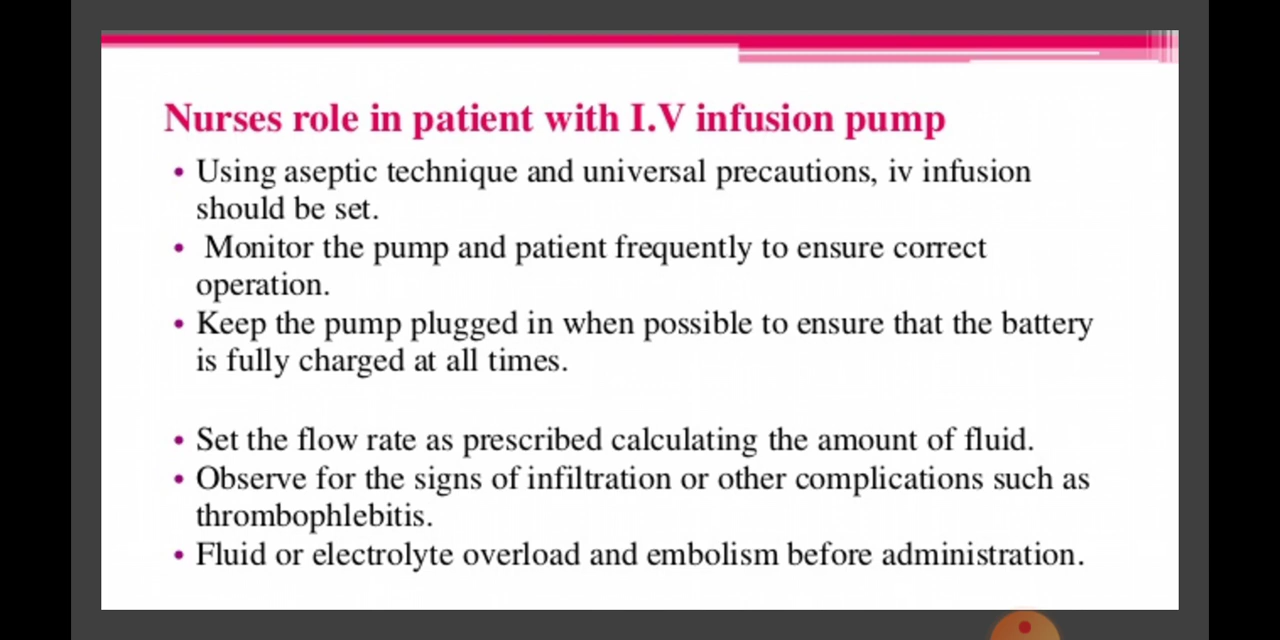 Nurses role in patient with I.V infusion pump
• Using aseptic technique and universal precautions, iv infusion
should be set.
• Monitor the pump and patient frequently to ensure correct
operation.
• Keep the pump plugged in when possible to ensure that the battery
is fully charged at all times.
• Set the flow rate as prescribed calculating the amount of fluid.
• Observe for the signs of infiltration or other complications such as
thrombophlebitis.
• Fluid or electrolyte overload and embolism before administration.